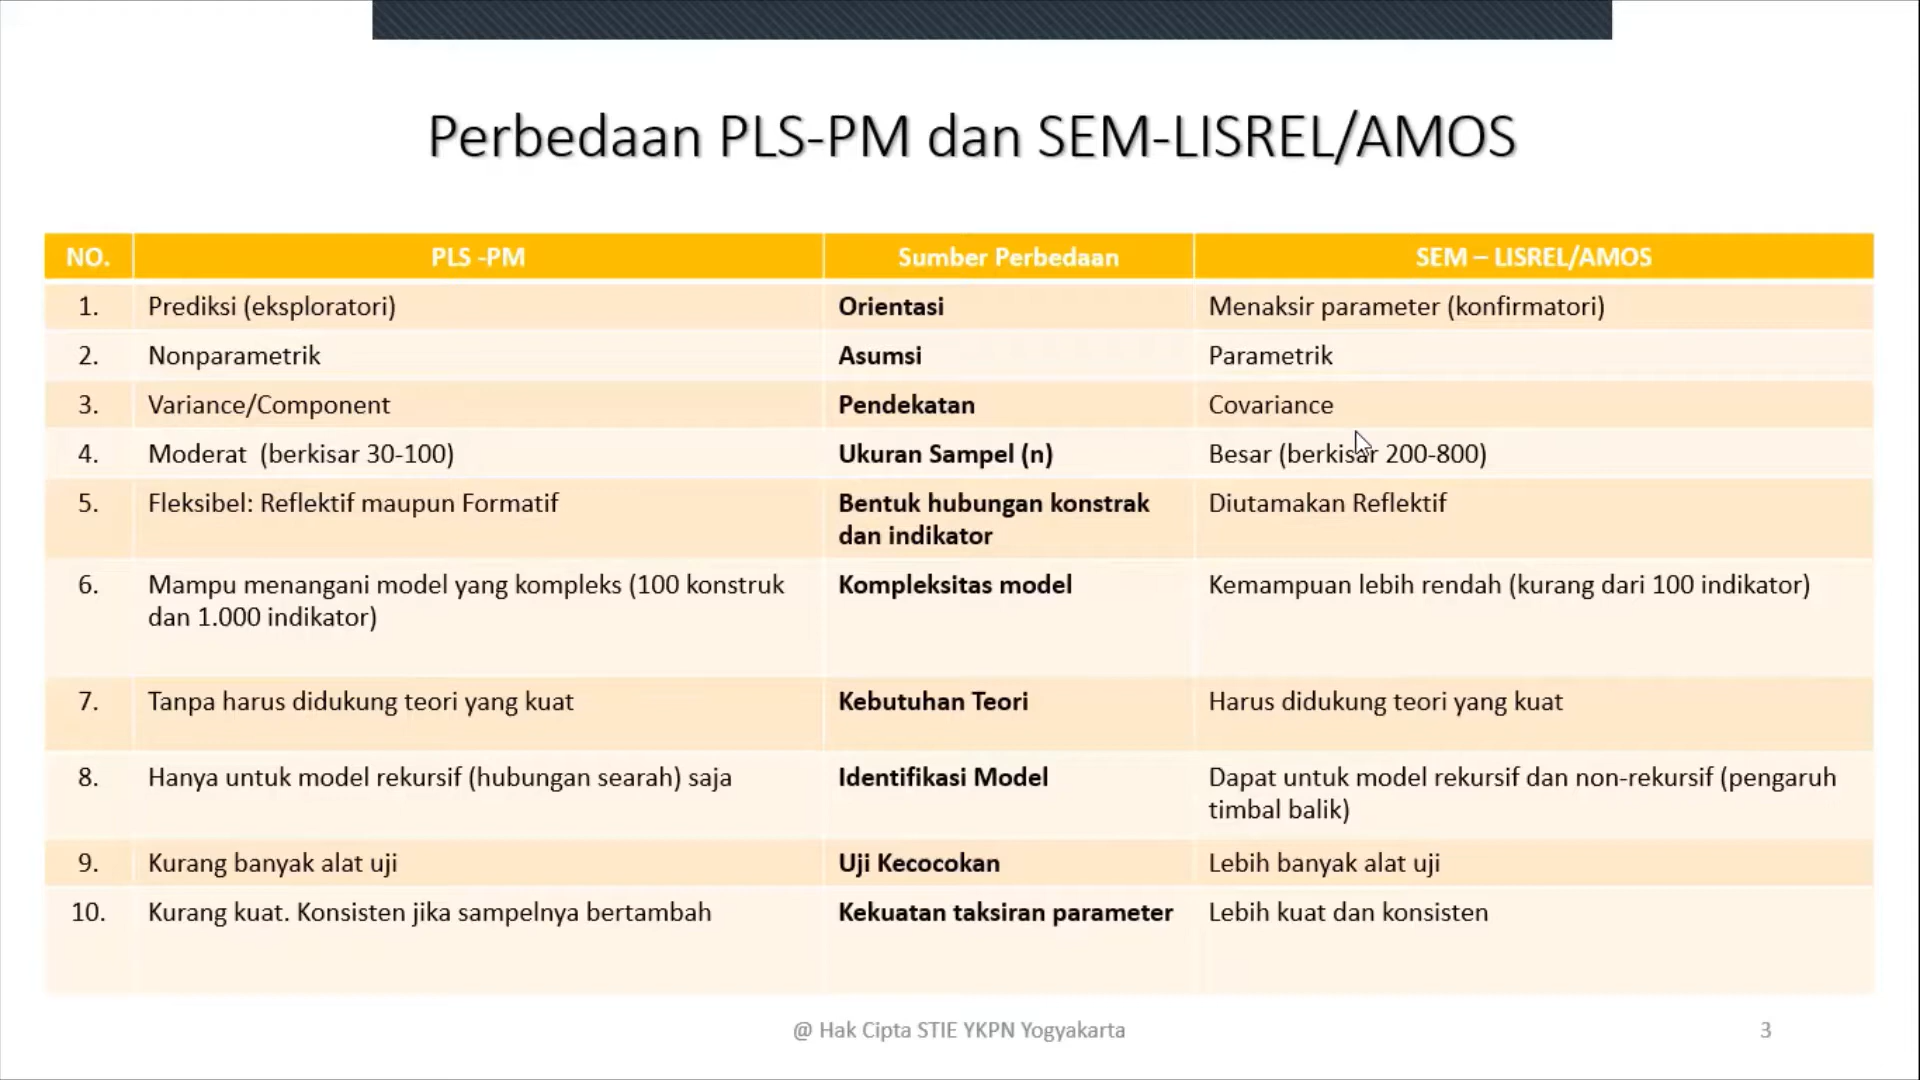 Perbedaan PLS-PM dan SEM-LISREL/AMOS
NO. PLS -PM Sumber Perbedaan SEM – LISREL/AMOS
1. Prediksi (eksploratori) Orientasi Menaksir parameter (konfirmatori)
2. Nonparametrik Asumsi Parametrik
3. Variance/Component Pendekatan Covariance
4. Moderat (berkisar 30-100) Ukuran Sampel (n) Besar (berkisar 200-800)
5. Fleksibel: Reflektif maupun Formatif Bentuk hubungan konstrak Diutamakan Reflektif
dan indikator
6. Mampu menangani model yang kompleks (100 konstruk Kompleksitas model Kemampuan lebih rendah (kurang dari 100 indikator)
dan 1.000 indikator)
7. Tanpa harus didukung teori yang kuat Kebutuhan Teori Harus didukung teori yang kuat
8. Hanya untuk model rekursif (hubungan searah) saja Identifikasi Model Dapat untuk model rekursif dan non-rekursif (pengaruh
timbal balik)
9. Kurang banyak alat uji Uji Kecocokan Lebih banyak alat uji
10. Kurang kuat. Konsisten jika sampelnya bertambah Kekuatan taksiran parameter Lebih kuat dan konsisten
@ Hak Cipta STIE YKPN Yogyakarta 3